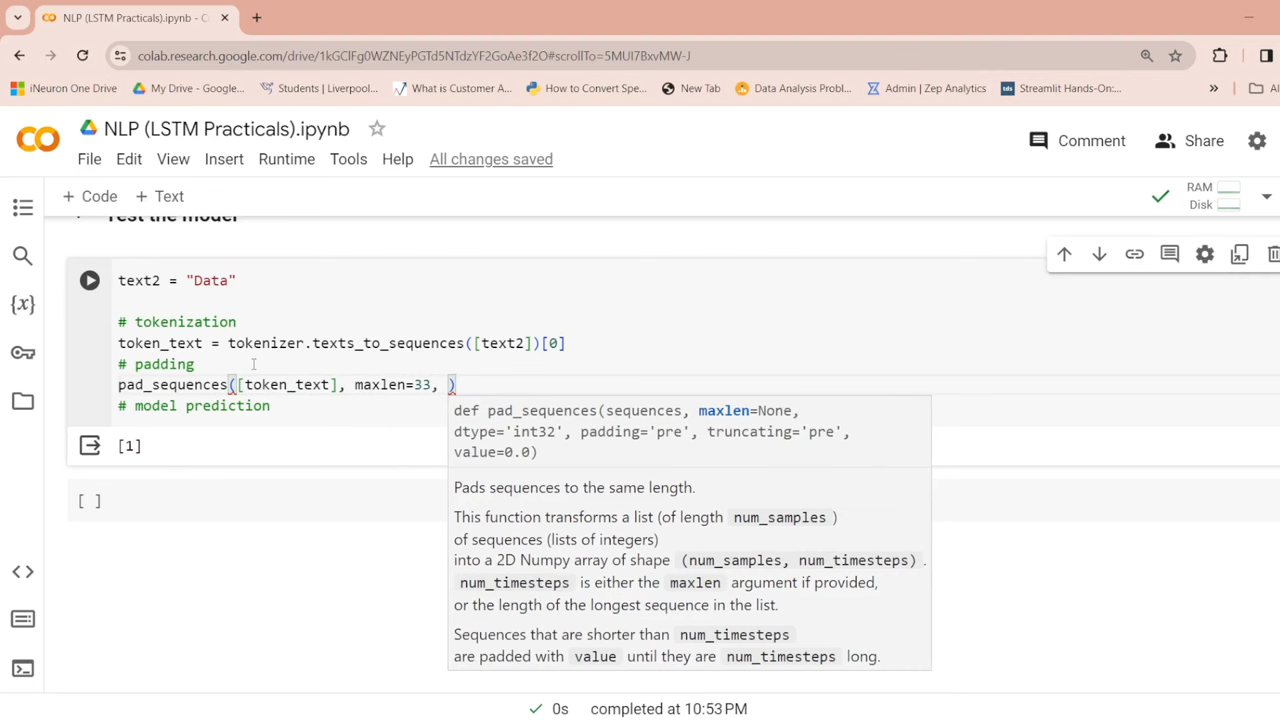 NLP (LSTM Practicals).ipynb - C
colab.research.google.com/drive/1kGClFg0WZNEyPGTd5NTdzYF2GoAe3f2O#scrollTo=5MUI7BxvMW-J
iNeuron One Drive My Drive - Google... Students | Liverpool... What is Customer A... How to Convert Spe... New Tab Data Analysis Probl... Admin | Zep Analytics Streamlit Hands-On:... » Al
NLP (LSTM Practicals).ipynb
Comment Share
File Edit View Insert Runtime Tools Help All changes saved
+ Code + Text
RAM
Disk
Test the model
text2 = "Data"
# tokenization
token_text = tokenizer.texts_to_sequences([text2])[0]
# padding
pad_sequences([token_text], maxlen=33, )
# model prediction
def pad_sequences(sequences, maxlen=None,
dtype='int32', padding='pre', truncating='pre',
value=0.0)
[1]
Pads sequences to the same length.
[ ]
This function transforms a list (of length num_samples )
of sequences (lists of integers)
into a 2D Numpy array of shape (num_samples, num_timesteps) .
num_timesteps is either the maxlen argument if provided,
or the length of the longest sequence in the list.
Sequences that are shorter than num_timesteps
are padded with value until they are num_timesteps long.
0s completed at 10:53 PM